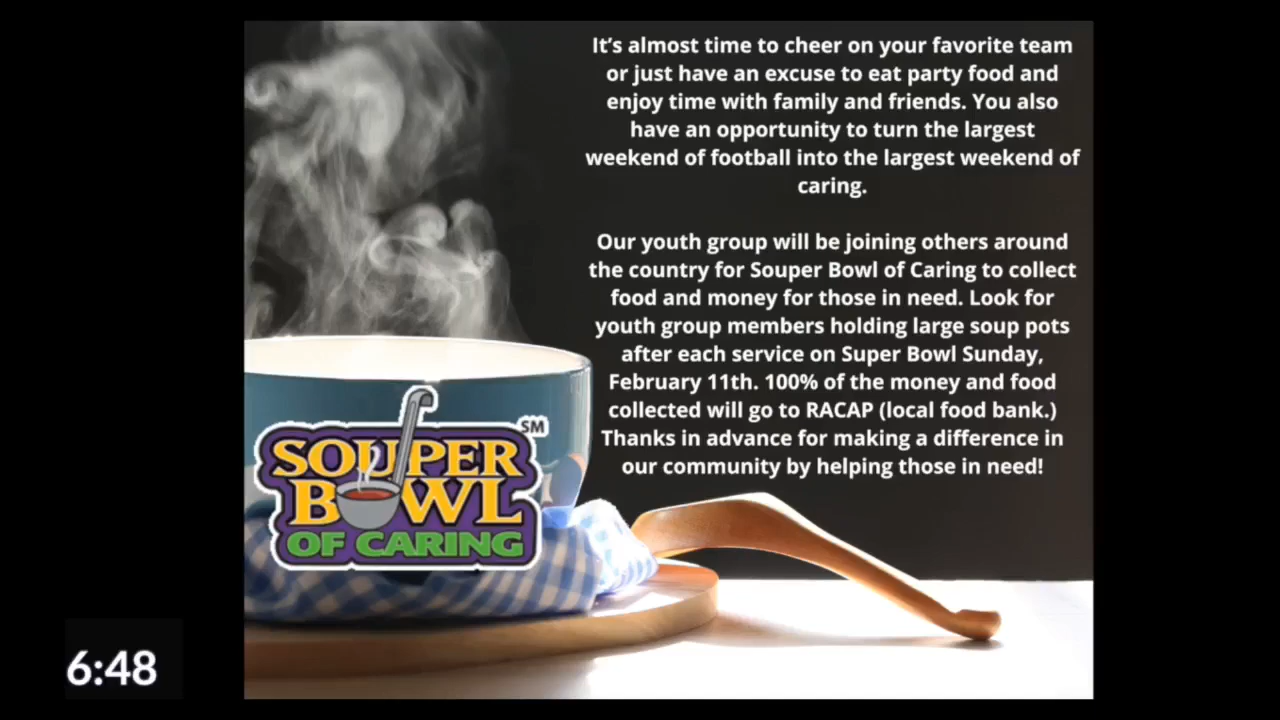 It's almost time to cheer on your favorite team
or just have an excuse to eat party food and
enjoy time with family and friends. You also
have an opportunity to turn the largest
weekend of football into the largest weekend of
caring.
Our youth group will be joining others around
the country for Souper Bowl of Caring to collect
food and money for those in need. Look for
youth group members holding large soup pots
after each service on Super Bowl Sunday,
February 11th. 100% of the money and food
collected will go to RACAP (local food bank.)
Thanks in advance for making a difference in
our community by helping those in need!
SM
SOUPER
BOWL
OF CARING
6:48